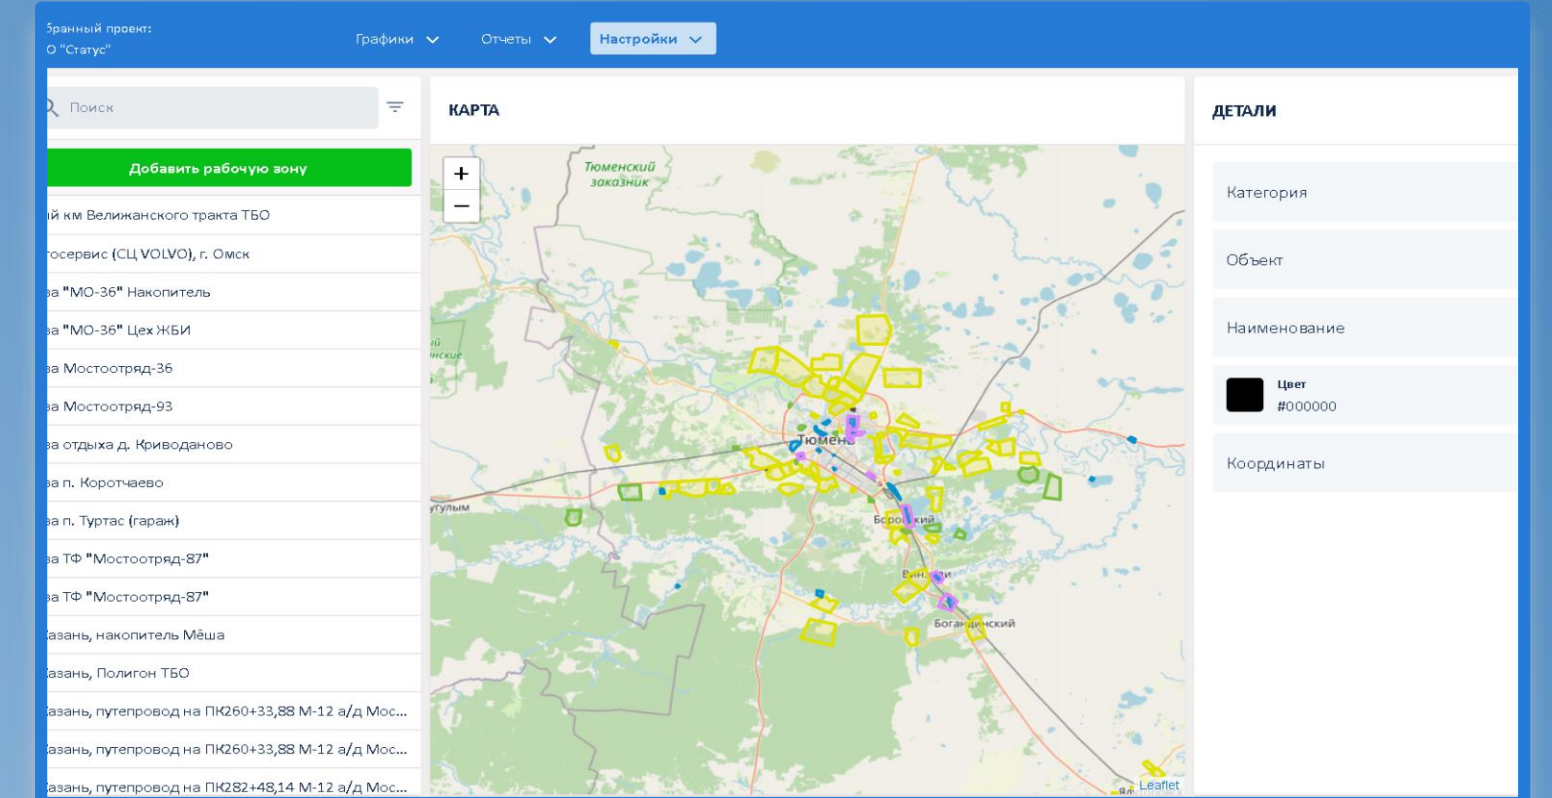 бранный проект:
О "Статус"
Графики
Отчеты
Настройки
Поиск
Добавить рабочую зону
ый км Велижанского тракта ТБО
тосервис (СЦ VOLVO), г. Омск
за "МО-36" Накопитель
за "МО-36" Цех ЖБИ
за Мостоотряд-36
за Мостоотряд-93
за отдыха д. Криводаново
за п. Коротчаево
за п. Туртас (гараж)
за ТФ "Мостоотряд-87"
за ТФ "Мостоотряд-87"
Казань, накопитель Мёша
Казань, Полигон ТБО
Казань, путепровод на ПК260+33,88 М-12 а/д Мос...
Казань, путепровод на ПК260+33,88 М-12 а/д Мос...
Казань, путепровод на ПК282+48,14 М-12 а/д Мос...
КАРТА
+
−
Тюменский
заказник
Тюмень
угулым
Боровский
Винзили
Богандинский
Leaflet
ДЕТАЛИ
Категория
Объект
Наименование
Цвет
#000000
Координаты